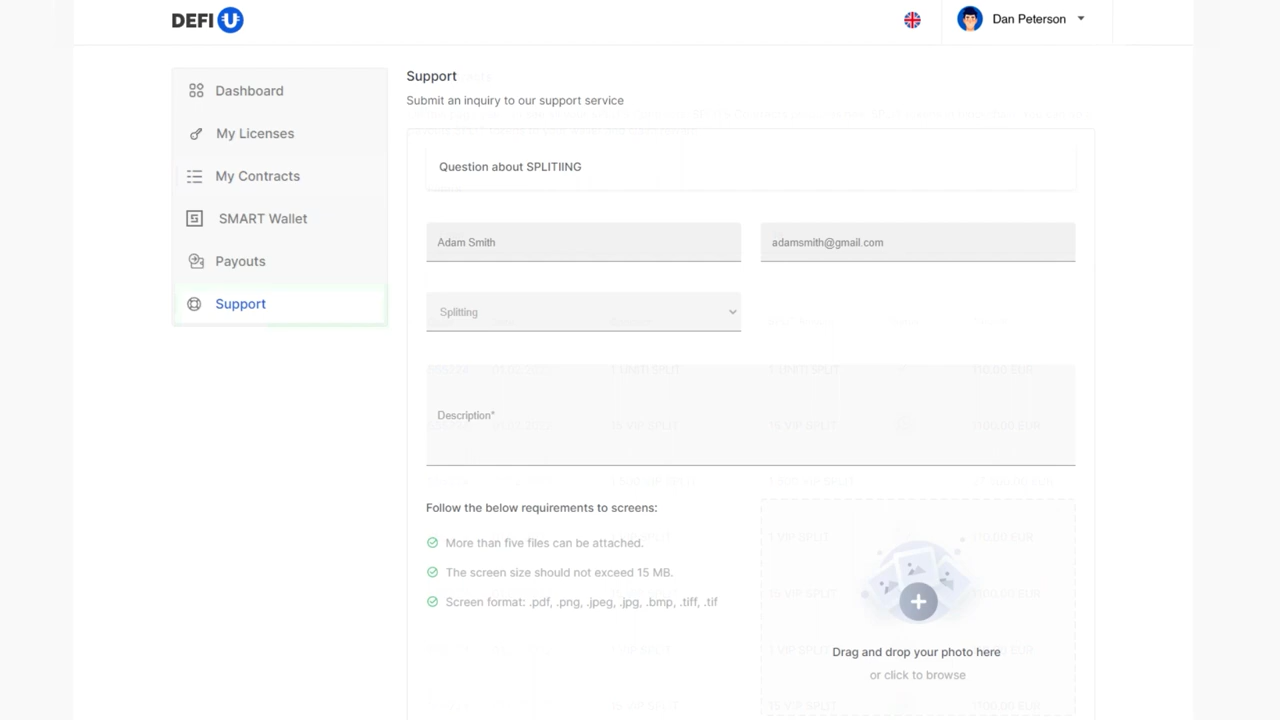 DEFI U
Dan Peterson
Dashboard
My Licenses
My Contracts
SMART Wallet
Payouts
Support
Support
Submit an inquiry to our support service
Question about SPLITIING
Adam Smith
adamsmith@gmail.com
Splitting
Description*
Follow the below requirements to screens:
More than five files can be attached.
The screen size should not exceed 15 MB.
Screen format: .pdf, .png, .jpeg, .jpg, .bmp, .tiff, .tif
Drag and drop your photo here
or click to browse